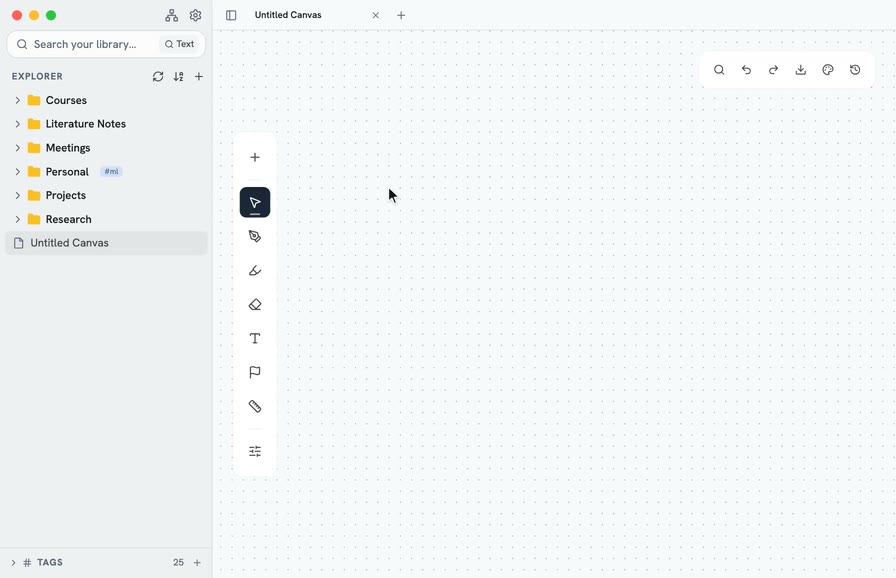 Untitled Canvas
Search your library...
Text
EXPLORER
Courses
Literature Notes
Meetings
Personal #ml
Projects
Research
Untitled Canvas
TAGS 25